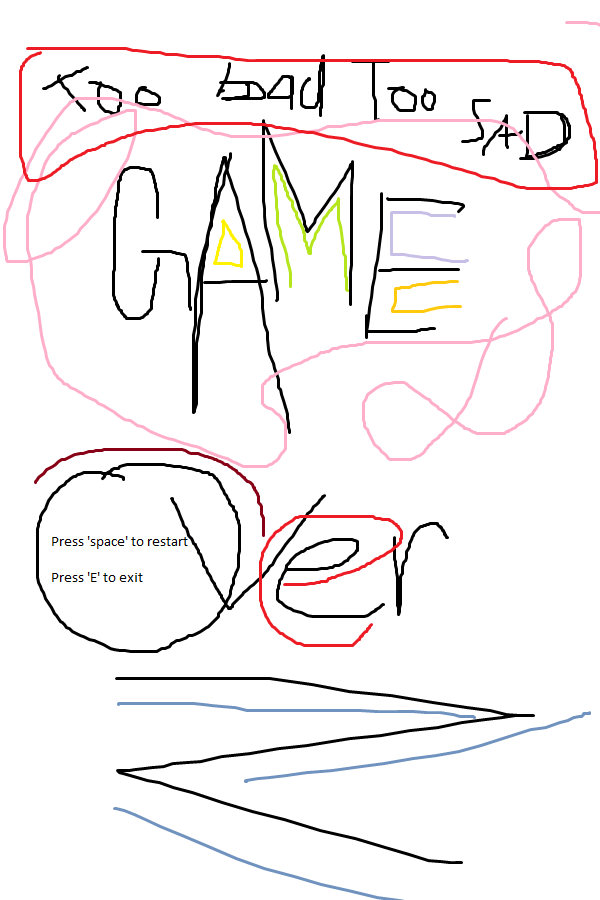 Too bad Too SAD
GAME
Over
Press 'space' to restart
Press 'E' to exit